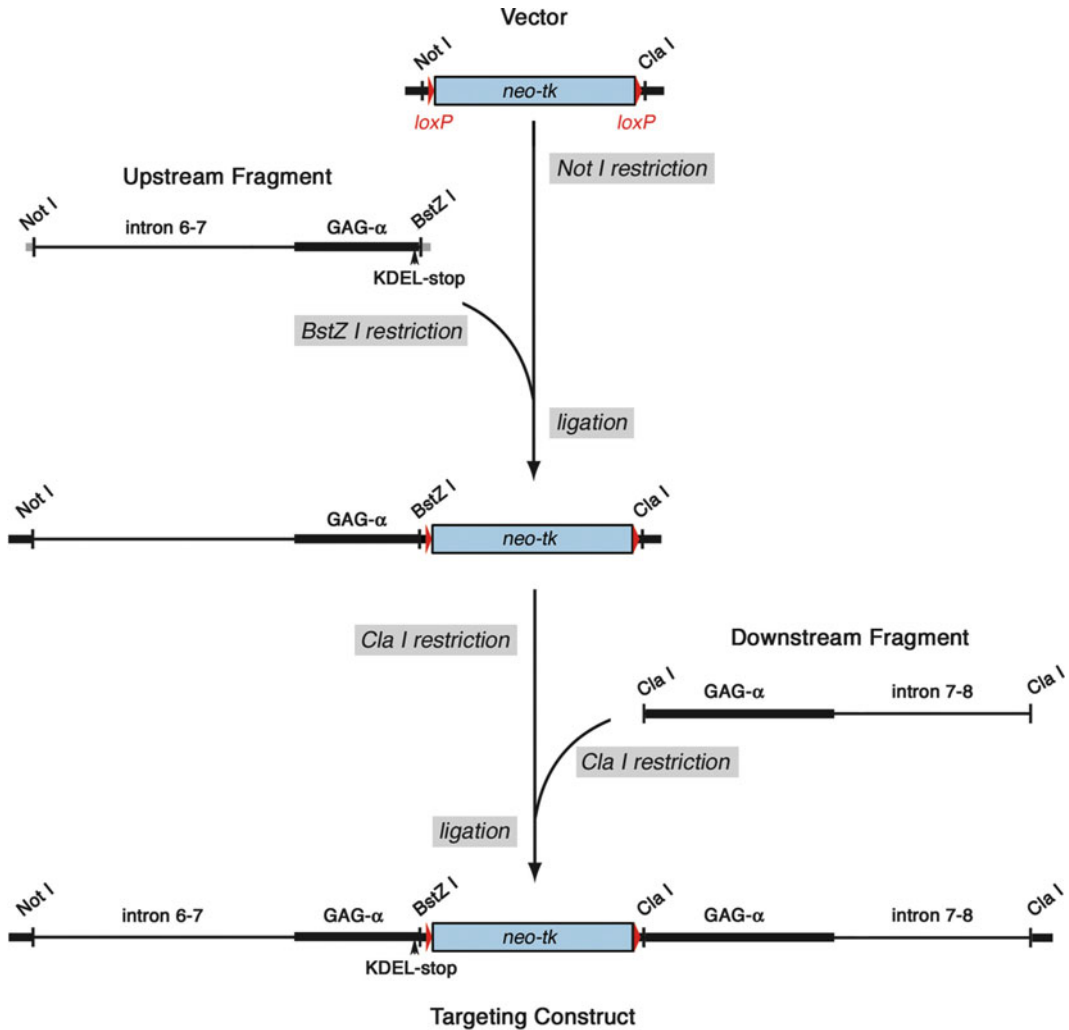 Vector
Not I
Cla I
neo-tk
loxP
loxP
Not I restriction
Upstream Fragment
Not I
intron 6-7
GAG-α
BstZ I
KDEL-stop
BstZ I restriction
ligation
Not I
GAG-α
BstZ I
Cla I
neo-tk
Cla I restriction
Downstream Fragment
Cla I
GAG-α
intron 7-8
Cla I
Cla I restriction
ligation
Not I
intron 6-7
GAG-α
BstZ I
neo-tk
Cla I
GAG-α
intron 7-8
Cla I
KDEL-stop
Targeting Construct